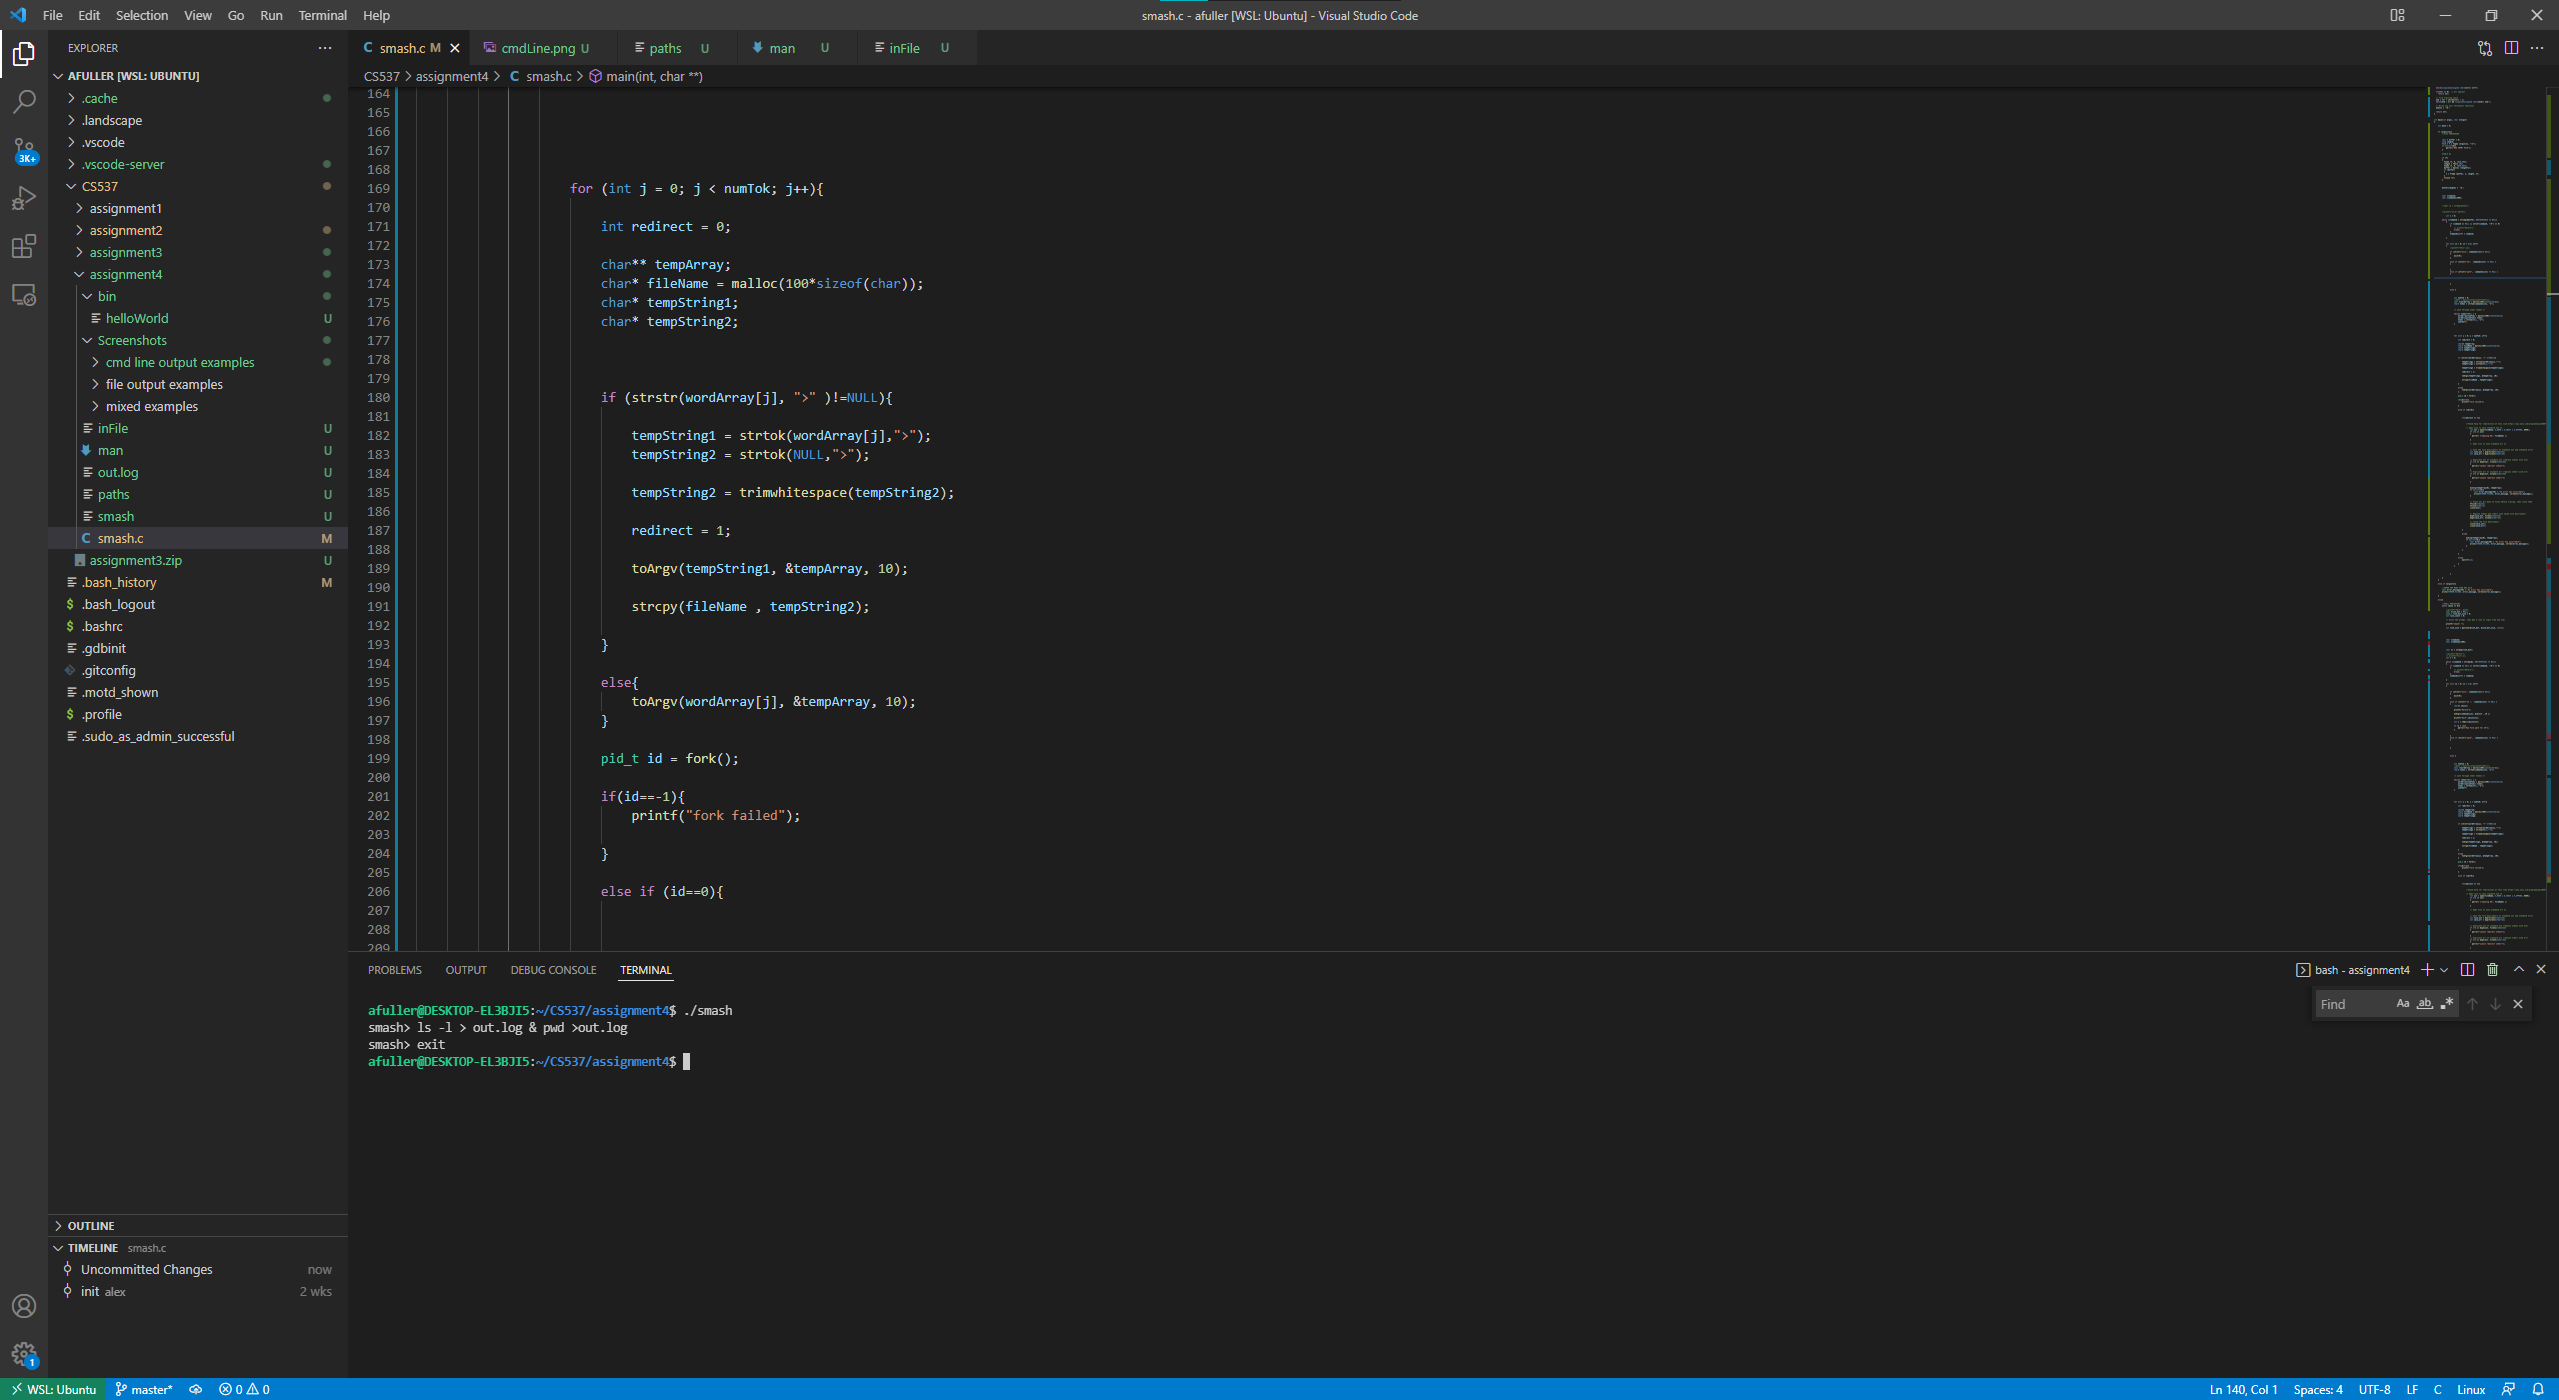 File Edit Selection View Go Run Terminal Help
smash.c - afuller [WSL: Ubuntu] - Visual Studio Code
EXPLORER
AFULLER [WSL: UBUNTU]
.cache
.landscape
.vscode
.vscode-server
CS537
assignment1
assignment2
assignment3
assignment4
bin
helloWorld U
Screenshots
cmd line output examples
file output examples
mixed examples
inFile U
man U
out.log U
paths U
smash U
C smash.c M
assignment3.zip U
.bash_history M
$ .bash_logout
$ .bashrc
.gdbinit
.gitconfig
.motd_shown
$ .profile
.sudo_as_admin_successful
OUTLINE
TIMELINE smash.c
Uncommitted Changes now
init alex 2 wks
3K+
1
C smash.c M
cmdLine.png U
paths U
man U
inFile U
CS537 > assignment4 > C smash.c > main(int, char **)
164
165
166
167
168
169 for (int j = 0; j < numTok; j++){
170
171 int redirect = 0;
172
173 char** tempArray;
174 char* fileName = malloc(100*sizeof(char));
175 char* tempString1;
176 char* tempString2;
177
178
179
180 if (strstr(wordArray[j], ">" )!=NULL){
181
182 tempString1 = strtok(wordArray[j],">");
183 tempString2 = strtok(NULL,">");
184
185 tempString2 = trimwhitespace(tempString2);
186
187 redirect = 1;
188
189 toArgv(tempString1, &tempArray, 10);
190
191 strcpy(fileName , tempString2);
192
193 }
194
195 else{
196 toArgv(wordArray[j], &tempArray, 10);
197 }
198
199 pid_t id = fork();
200
201 if(id==-1){
202 printf("fork failed");
203
204 }
205
206 else if (id==0){
207
208
209
PROBLEMS OUTPUT DEBUG CONSOLE TERMINAL
bash - assignment4
Find Aa ab .*
afuller@DESKTOP-EL3BJI5:~/CS537/assignment4$ ./smash
smash> ls -l > out.log & pwd >out.log
smash> exit
afuller@DESKTOP-EL3BJI5:~/CS537/assignment4$
WSL: Ubuntu master* 0 0
Ln 140, Col 1 Spaces: 4 UTF-8 LF C Linux